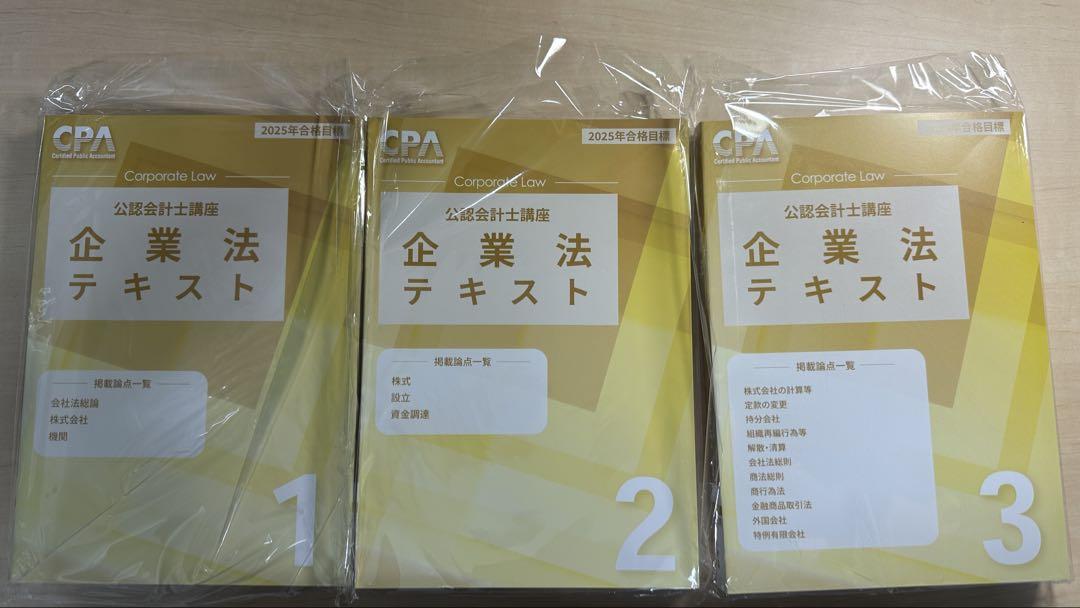 CPA
Certified Public Accountant
2025年合格目標
Corporate Law
公認会計士講座
企業法
テキスト
掲載論点一覧
会社法総論
株式会社
機関
1
CPA
Certified Public Accountant
2025年合格目標
Corporate Law
公認会計士講座
企業法
テキスト
掲載論点一覧
株式
設立
資金調達
2
CPA
Certified Public Accountant
年合格目標
Corporate Law
公認会計士講座
企業法
テキスト
掲載論点一覧
株式会社の計算等
定款の変更
持分会社
組織再編行為等
解散・清算
会社法総則
商法総則
商行為法
金融商品取引法
外国会社
特例有限会社
3